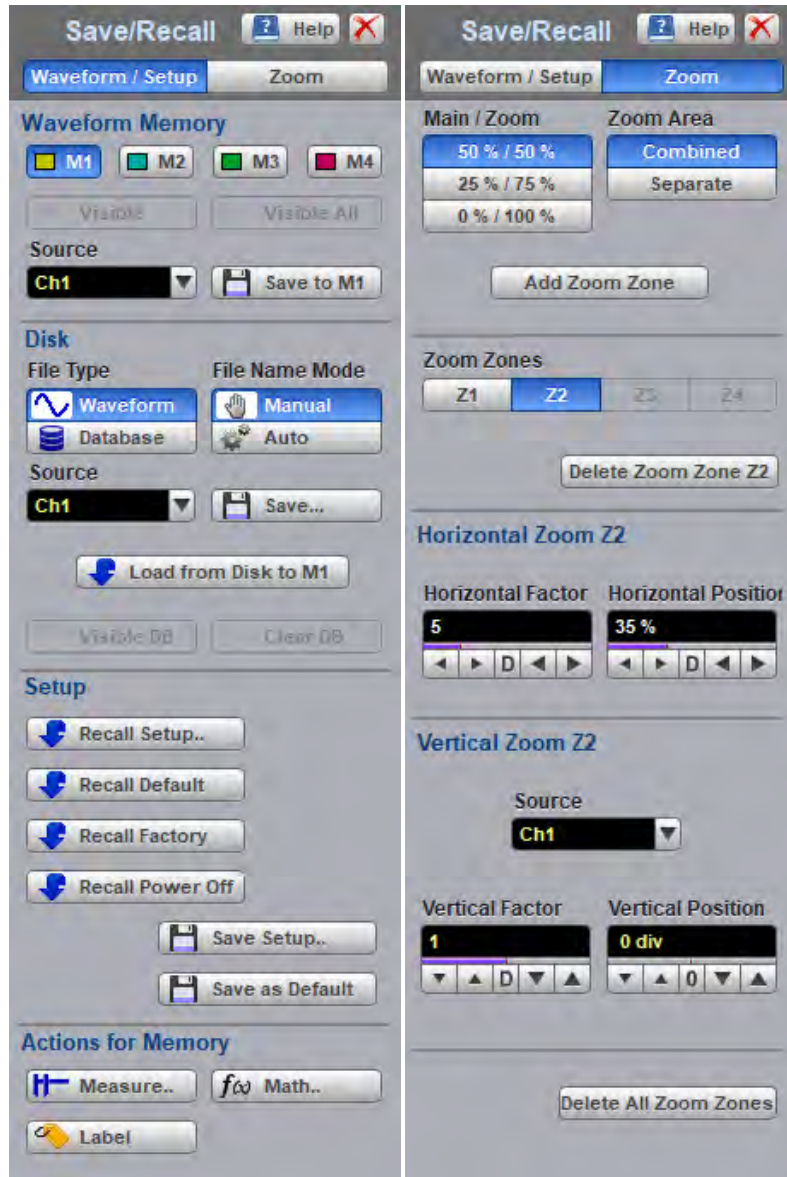 Save/Recall
Help
Waveform / Setup
Zoom
Waveform Memory
M1
M2
M3
M4
Visible
Visible All
Source
Ch1
Save to M1
Disk
File Type
File Name Mode
Waveform
Manual
Database
Auto
Source
Ch1
Save...
Load from Disk to M1
Visible DB
Clear DB
Setup
Recall Setup..
Recall Default
Recall Factory
Recall Power Off
Save Setup..
Save as Default
Actions for Memory
Measure..
f(x) Math..
Label
Save/Recall
Help
Waveform / Setup
Zoom
Main / Zoom
Zoom Area
50 % / 50 %
Combined
25 % / 75 %
Separate
0 % / 100 %
Add Zoom Zone
Zoom Zones
Z1
Z2
Z3
Z4
Delete Zoom Zone Z2
Horizontal Zoom Z2
Horizontal Factor
Horizontal Position
5
35 %
D
D
Vertical Zoom Z2
Source
Ch1
Vertical Factor
Vertical Position
1
0 div
D
0
Delete All Zoom Zones